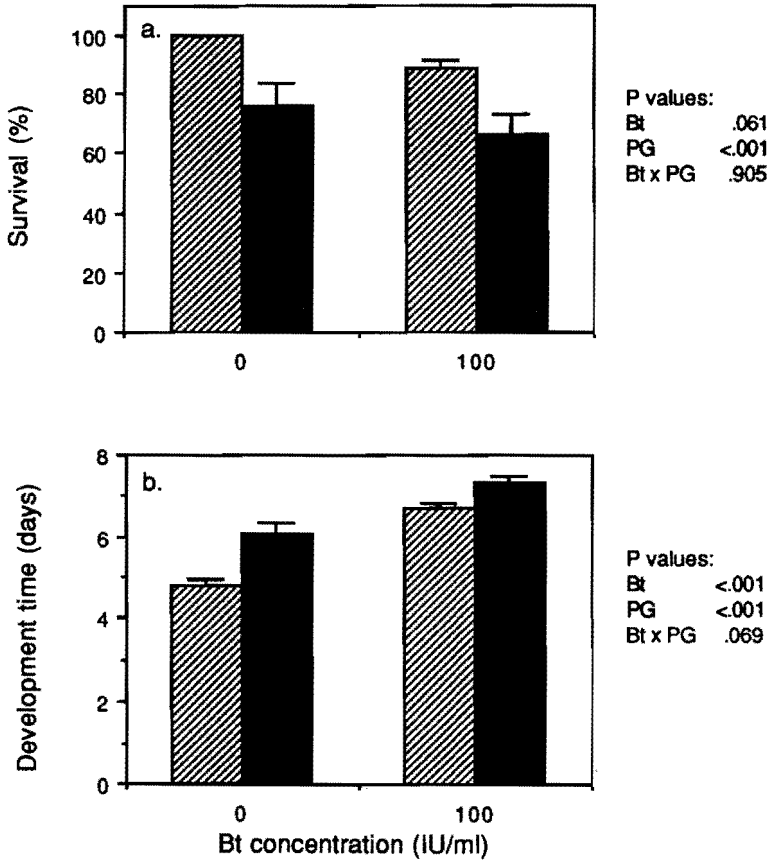 a.
Survival (%)
100
80
60
40
20
0
0
100
P values:
Bt .061
PG <.001
Bt x PG .905
b.
Development time (days)
8
6
4
2
0
0
100
Bt concentration (IU/ml)
P values:
Bt <.001
PG <.001
Bt x PG .069